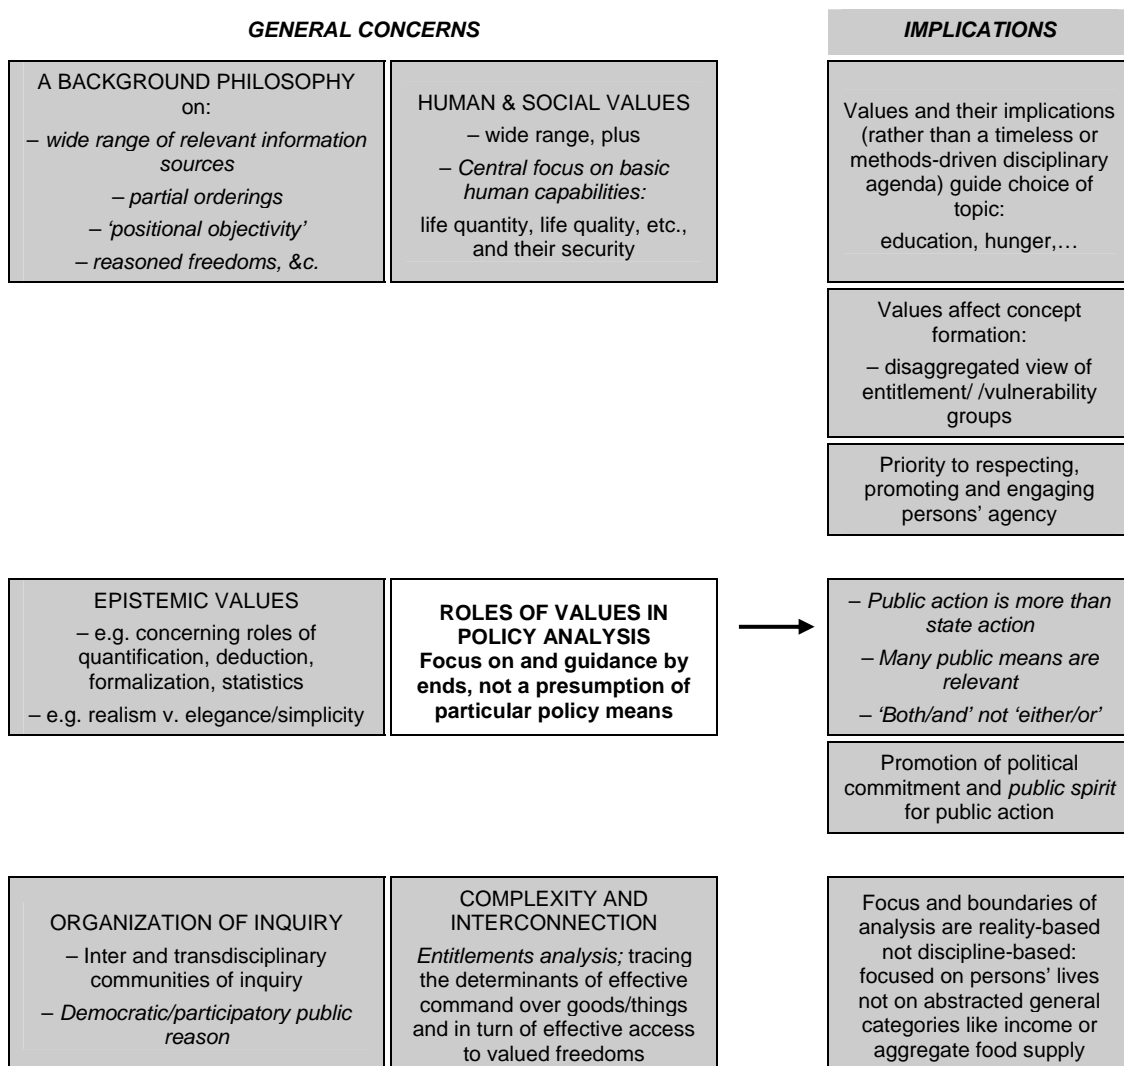 GENERAL CONCERNS
IMPLICATIONS
A BACKGROUND PHILOSOPHY
on:
– wide range of relevant information
sources
– partial orderings
– ‘positional objectivity’
– reasoned freedoms, &c.
HUMAN & SOCIAL VALUES
– wide range, plus
– Central focus on basic
human capabilities:
life quantity, life quality, etc.,
and their security
Values and their implications
(rather than a timeless or
methods-driven disciplinary
agenda) guide choice of
topic:
education, hunger,…
Values affect concept
formation:
– disaggregated view of
entitlement/ /vulnerability
groups
Priority to respecting,
promoting and engaging
persons’ agency
EPISTEMIC VALUES
– e.g. concerning roles of
quantification, deduction,
formalization, statistics
– e.g. realism v. elegance/simplicity
ROLES OF VALUES IN
POLICY ANALYSIS
Focus on and guidance by
ends, not a presumption of
particular policy means
– Public action is more than
state action
– Many public means are
relevant
– ‘Both/and’ not ‘either/or’
Promotion of political
commitment and public spirit
for public action
ORGANIZATION OF INQUIRY
– Inter and transdisciplinary
communities of inquiry
– Democratic/participatory public
reason
COMPLEXITY AND
INTERCONNECTION
Entitlements analysis; tracing
the determinants of effective
command over goods/things
and in turn of effective access
to valued freedoms
Focus and boundaries of
analysis are reality-based
not discipline-based:
focused on persons’ lives
not on abstracted general
categories like income or
aggregate food supply